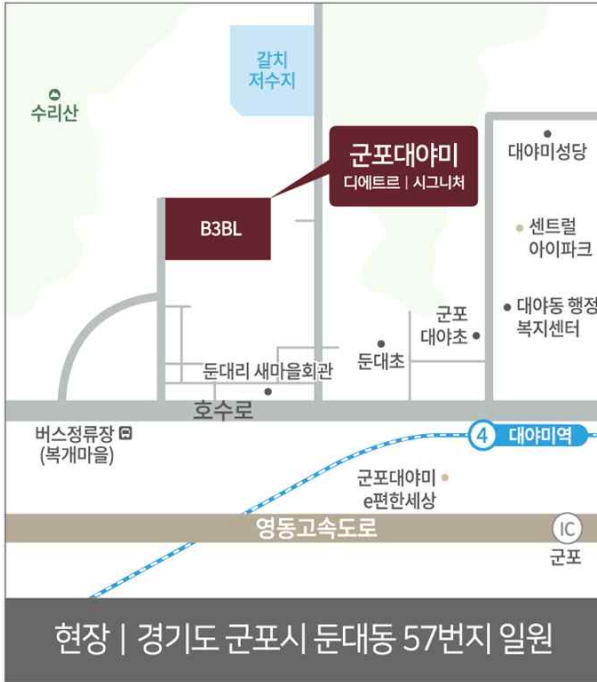 갈치
저수지
수리산
군포대야미
디에트르 | 시그니처
대야미성당
B3BL
센트럴
아이파크
대야동 행정
복지센터
군포
대야초
둔대초
둔대리 새마을회관
호수로
버스정류장
(복개마을)
4 대야미역
군포대야미
e편한세상
영동고속도로
IC
군포
현장 | 경기도 군포시 둔대동 57번지 일원